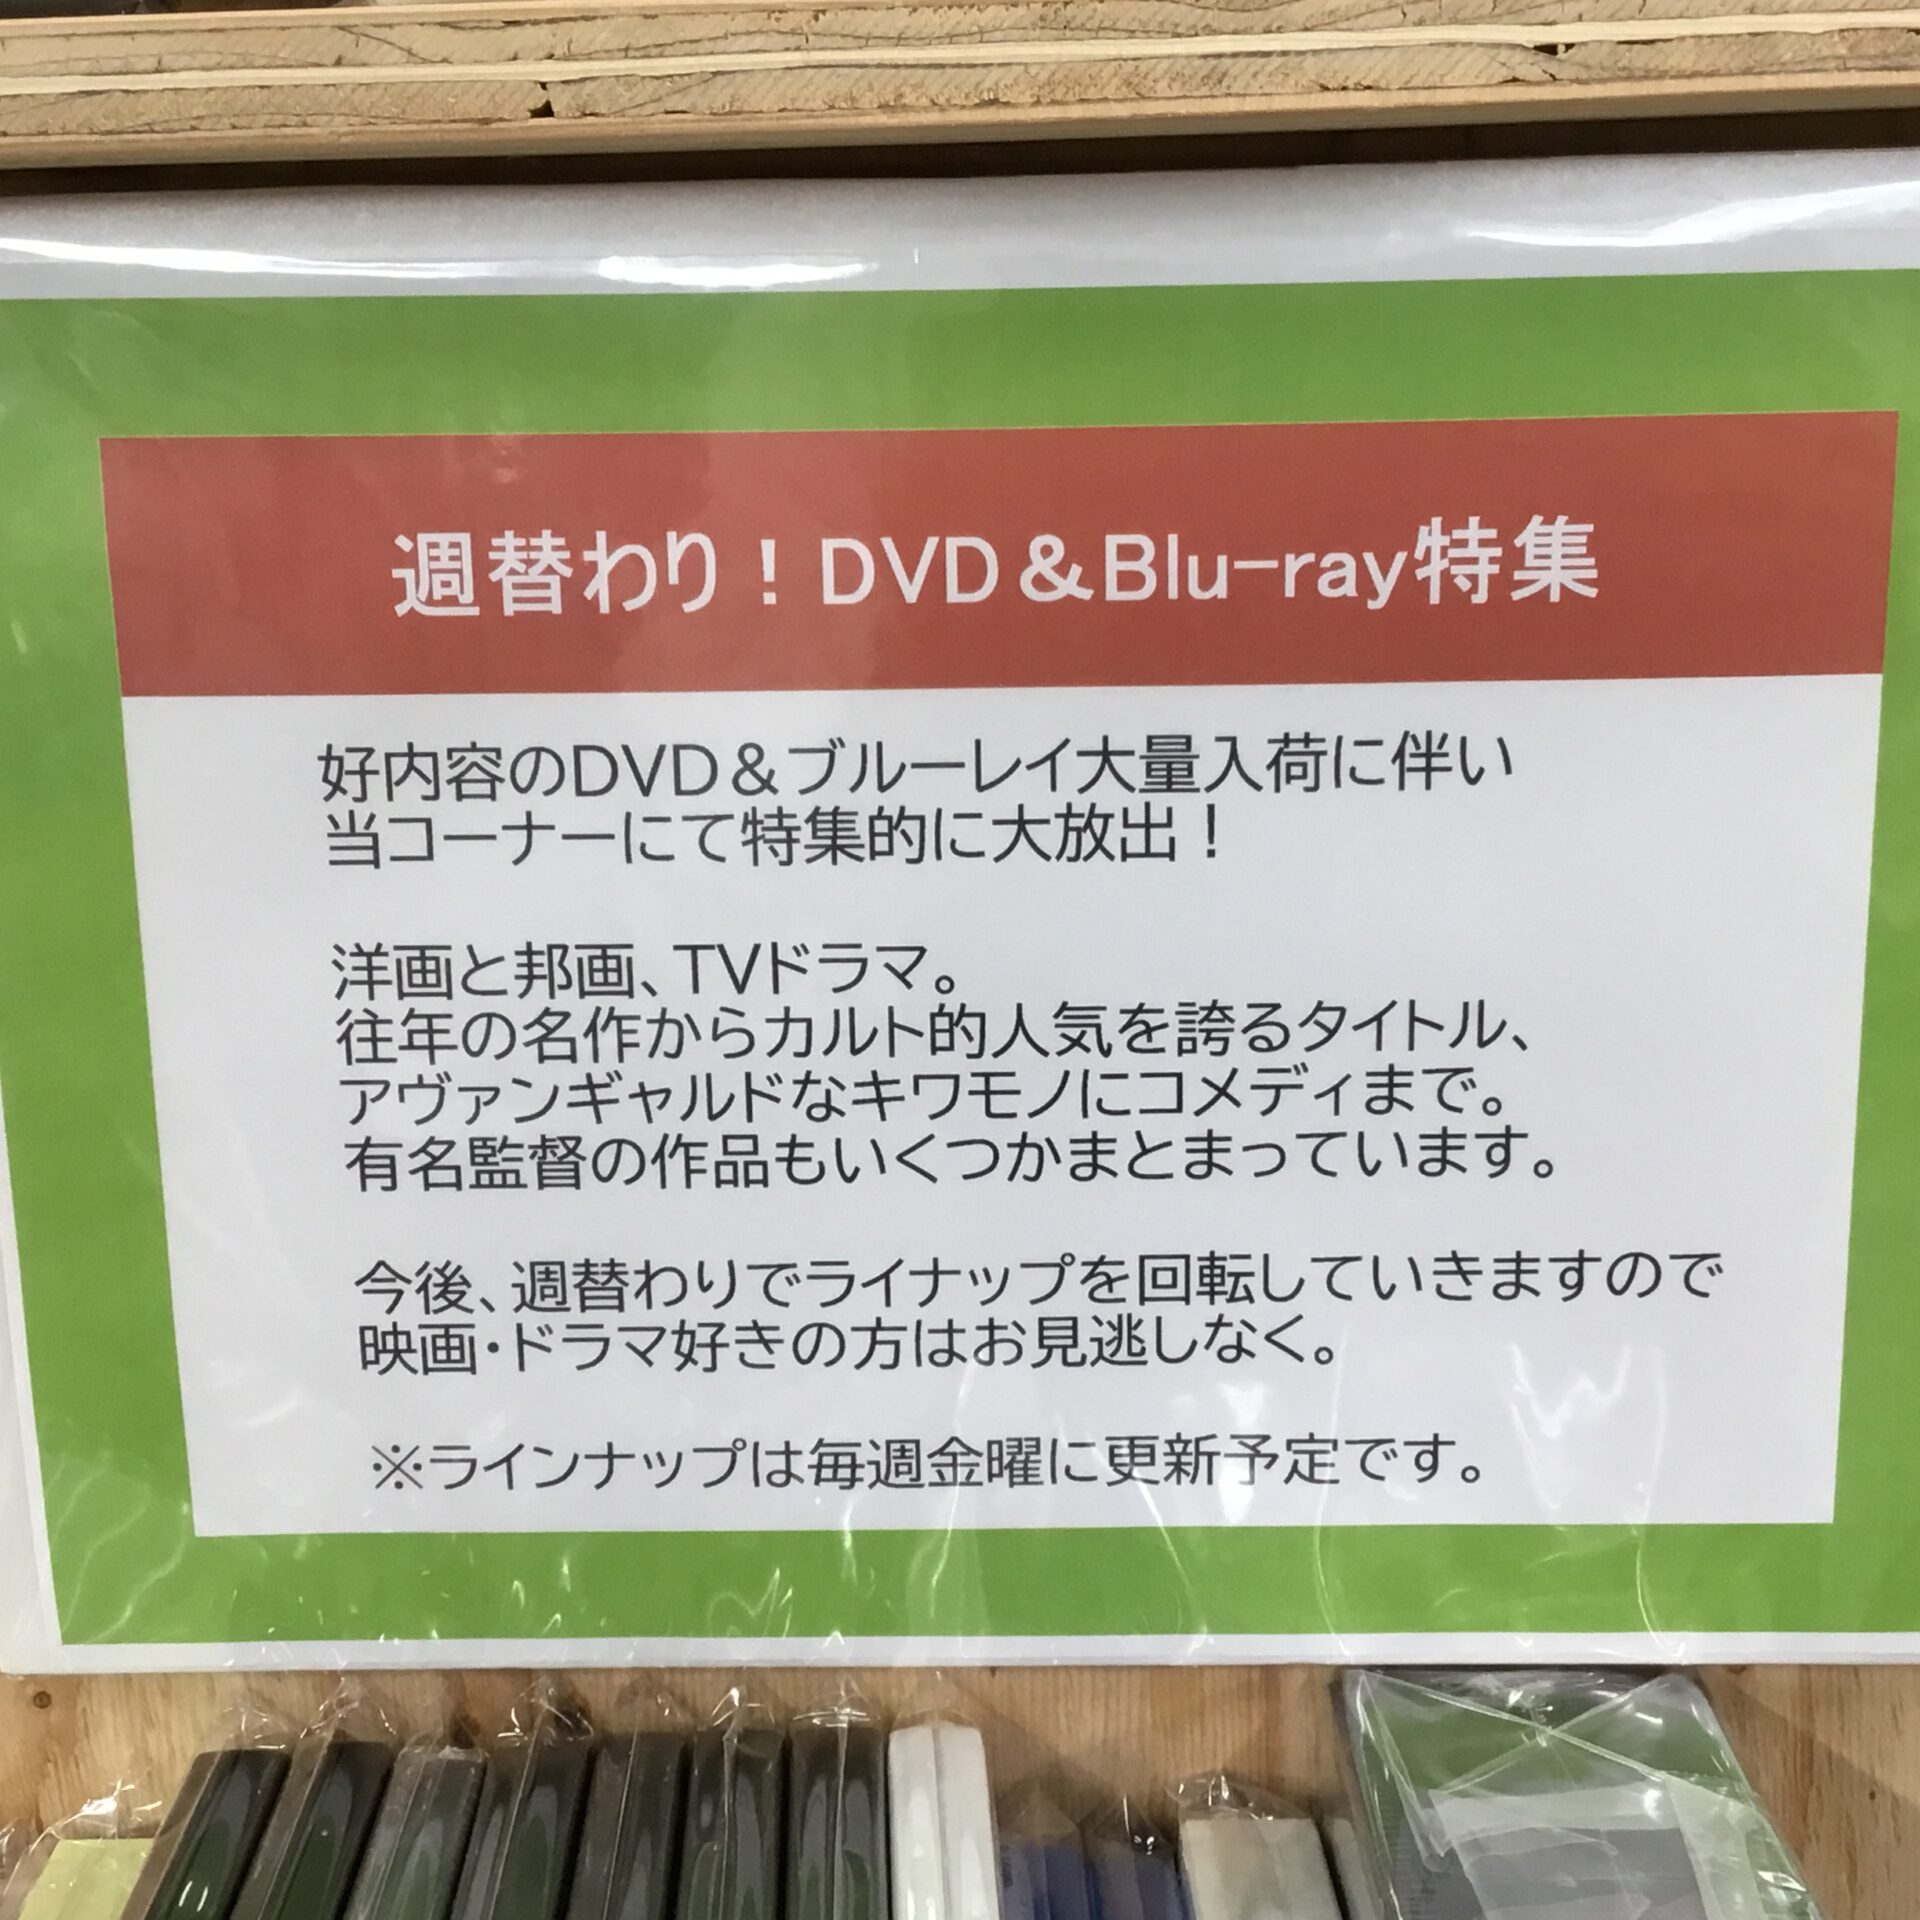 週替わり！DVD＆Blu-ray特集
好内容のDVD＆ブルーレイ大量入荷に伴い
当コーナーにて特集的に大放出！
洋画と邦画、TVドラマ。
往年の名作からカルト的人気を誇るタイトル、
アヴァンギャルドなキワモノにコメディまで。
有名監督の作品もいくつかまとまっています。
今後、週替わりでライナップを回転していきますので
映画・ドラマ好きの方はお見逃しなく。
※ラインナップは毎週金曜に更新予定です。